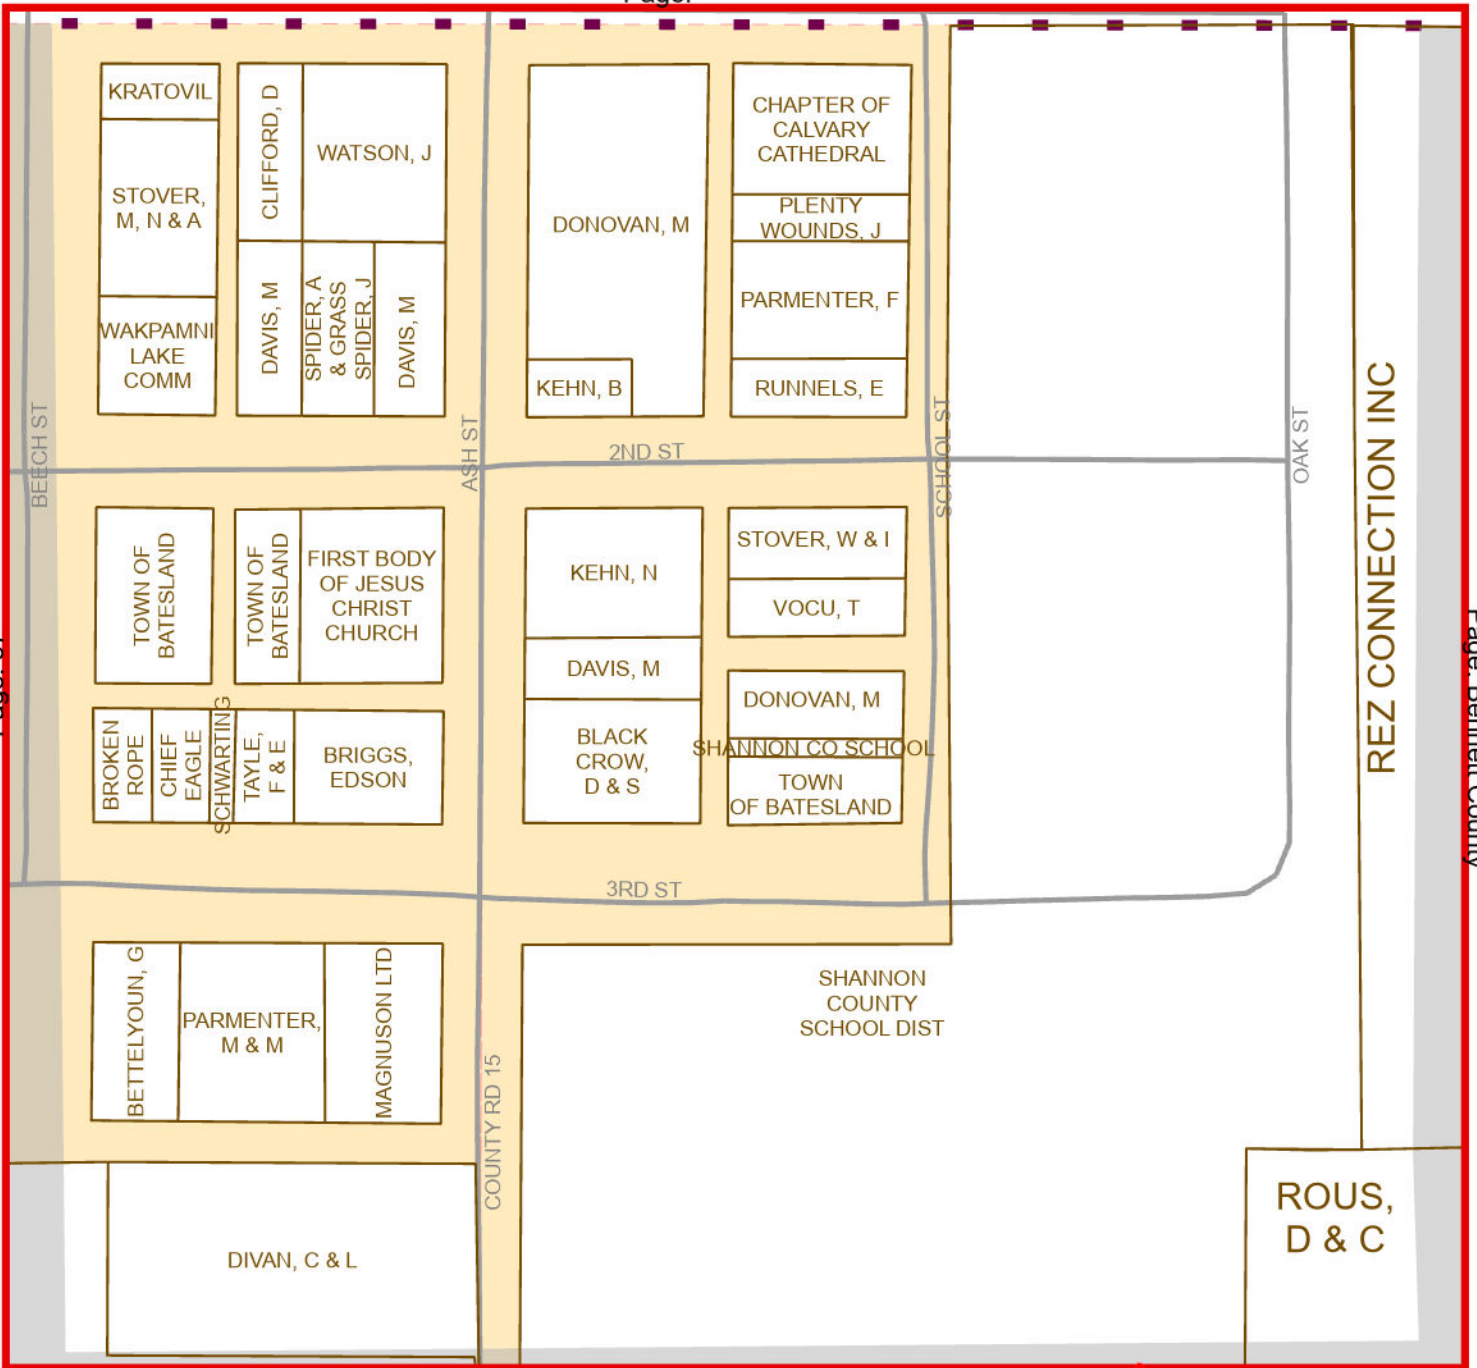 KRATOVIL
STOVER,
M, N & A
WAKPAMNI
LAKE
COMM
CLIFFORD, D
WATSON, J
DAVIS, M
SPIDER, A
& GRASS
SPIDER, J
DAVIS, M
DONOVAN, M
KEHN, B
CHAPTER OF
CALVARY
CATHEDRAL
PLENTY
WOUNDS, J
PARMENTER, F
RUNNELS, E
BEECH ST
ASH ST
2ND ST
SCHOOL ST
OAK ST
REZ CONNECTION INC
TOWN OF
BATESLAND
TOWN OF
BATESLAND
FIRST BODY
OF JESUS
CHRIST
CHURCH
KEHN, N
DAVIS, M
BLACK
CROW,
D & S
STOVER, W & I
VOCU, T
DONOVAN, M
SHANNON CO SCHOOL
TOWN
OF BATESLAND
BROKEN
ROPE
CHIEF
EAGLE
SCHWARTING
TAYLE,
F & E
BRIGGS,
EDSON
3RD ST
BETTELYOUN, G
PARMENTER,
M & M
MAGNUSON LTD
COUNTY RD 15
SHANNON
COUNTY
SCHOOL DIST
DIVAN, C & L
ROUS,
D & C
Page: Bennett County